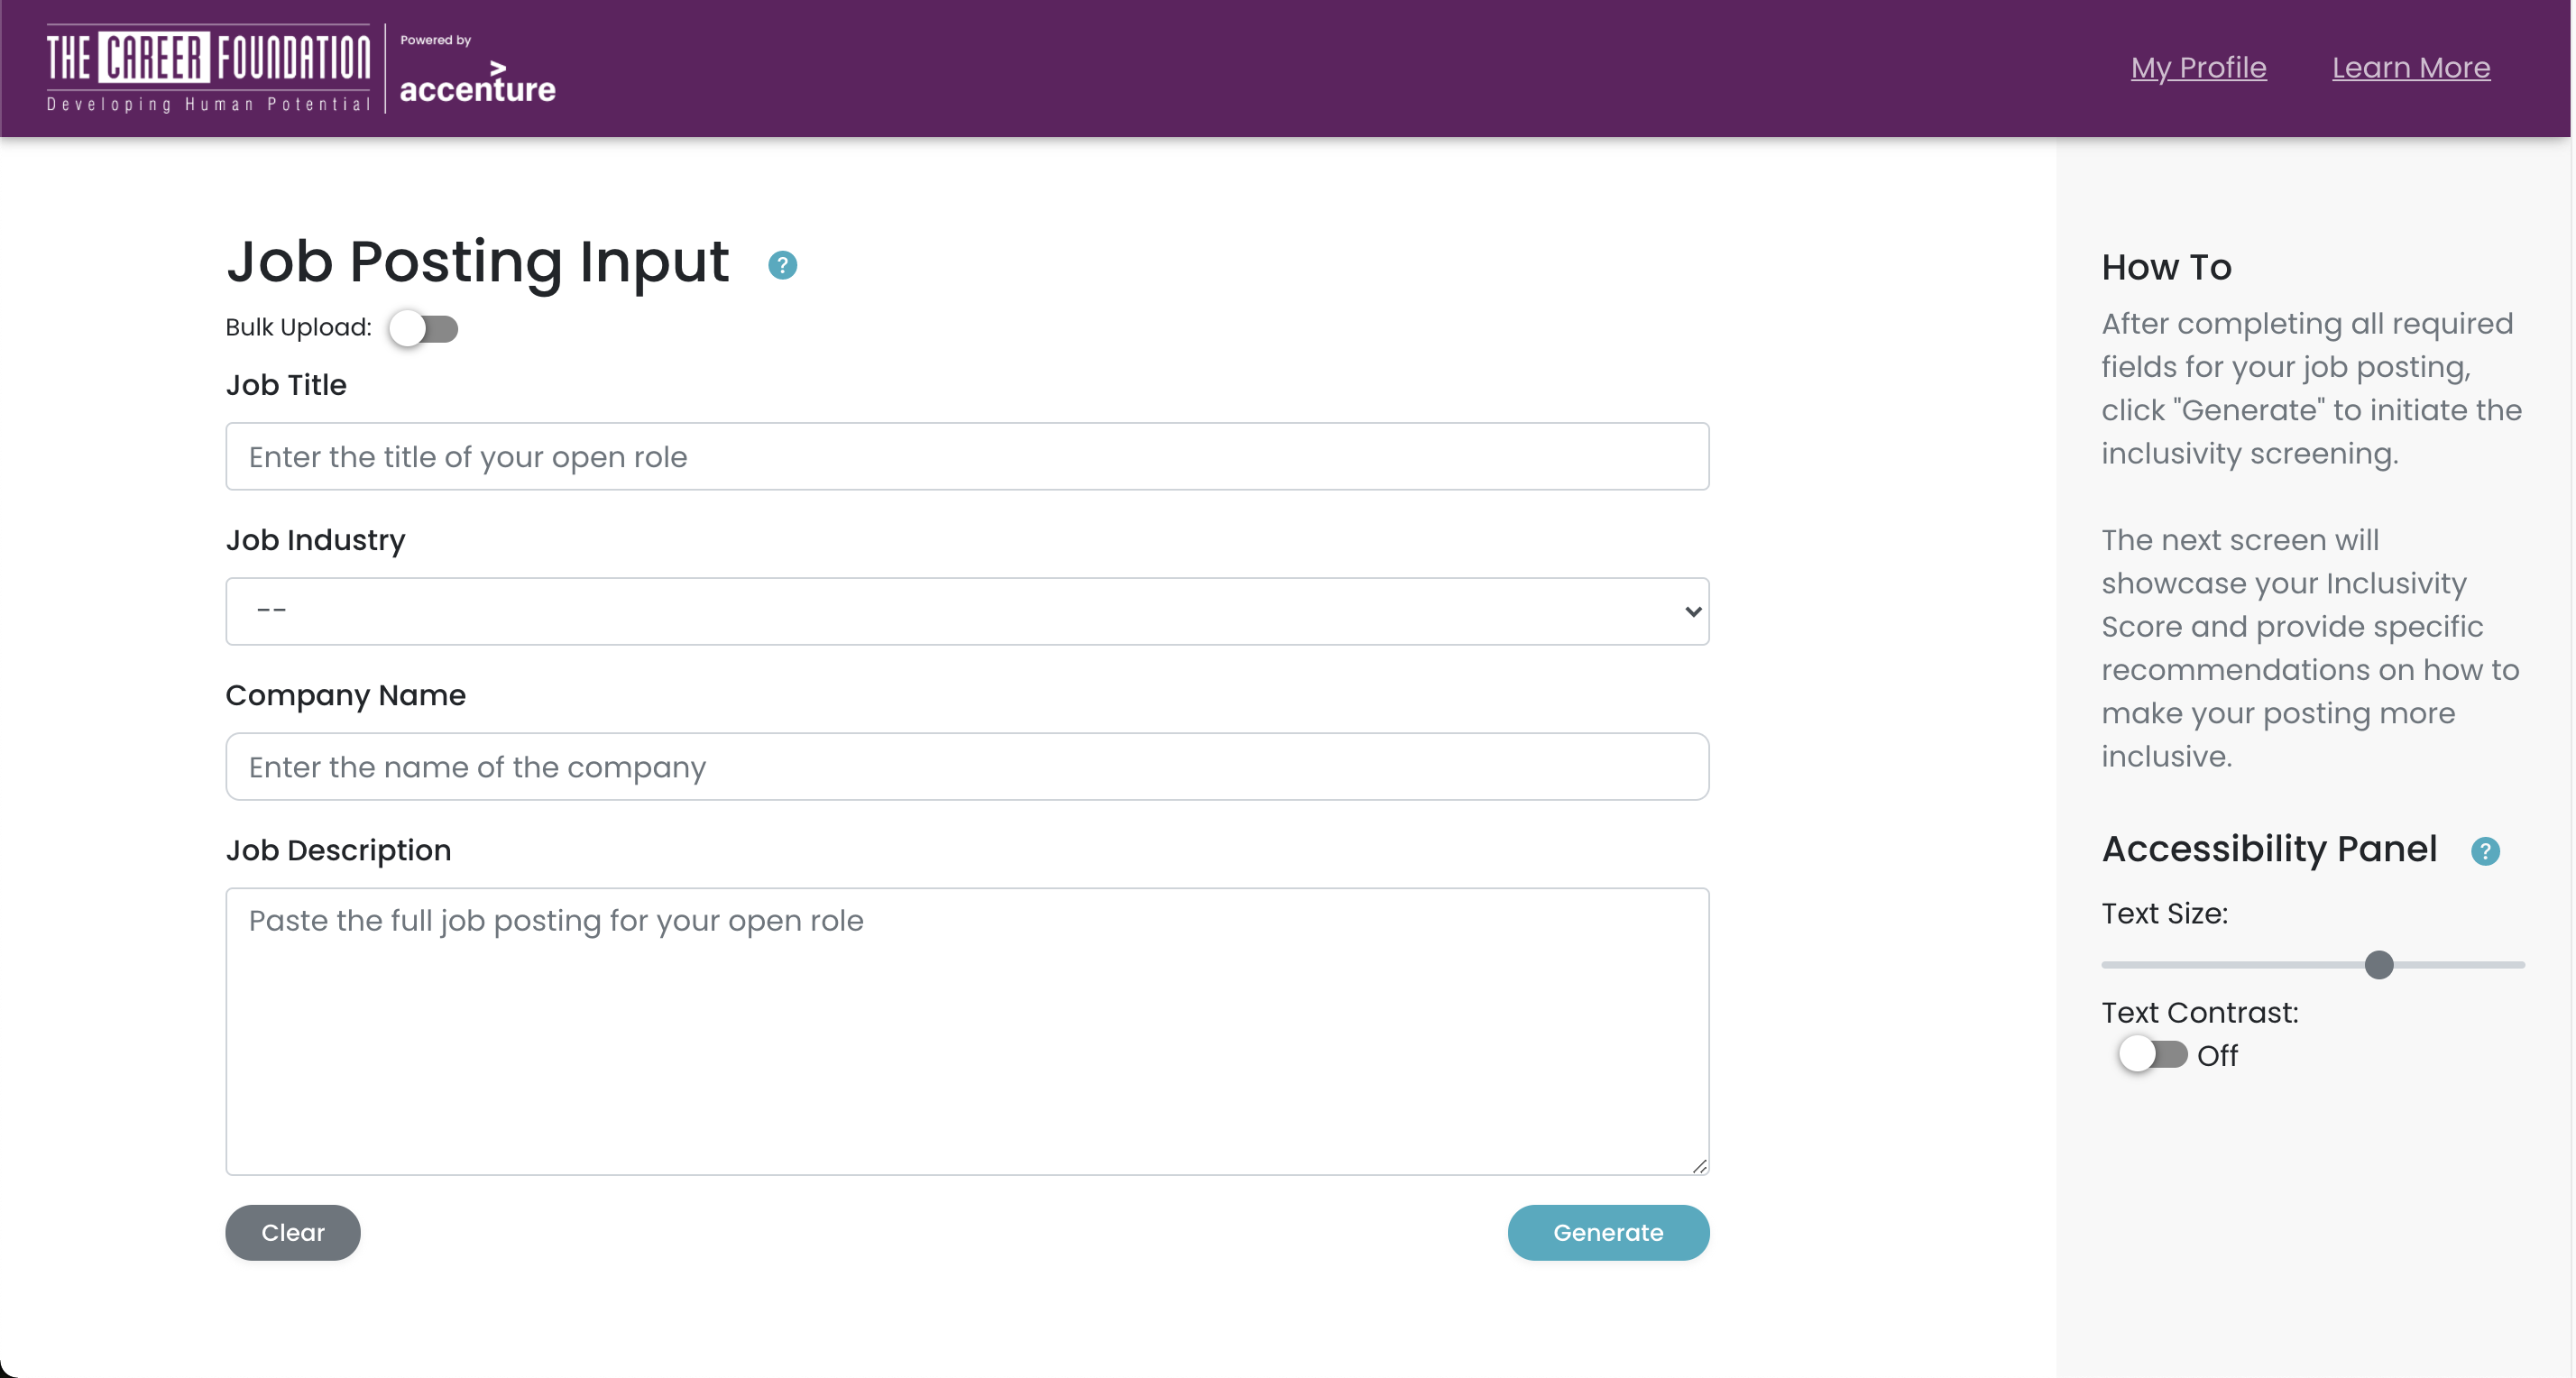 THE CAREER FOUNDATION
Developing Human Potential
Powered by
accenture
My Profile
Learn More
Job Posting Input
?
Bulk Upload:
Job Title
Enter the title of your open role
Job Industry
--
Company Name
Enter the name of the company
Job Description
Paste the full job posting for your open role
Clear
Generate
How To
After completing all required
fields for your job posting,
click "Generate" to initiate the
inclusivity screening.
The next screen will
showcase your Inclusivity
Score and provide specific
recommendations on how to
make your posting more
inclusive.
Accessibility Panel
?
Text Size:
Text Contrast:
Off